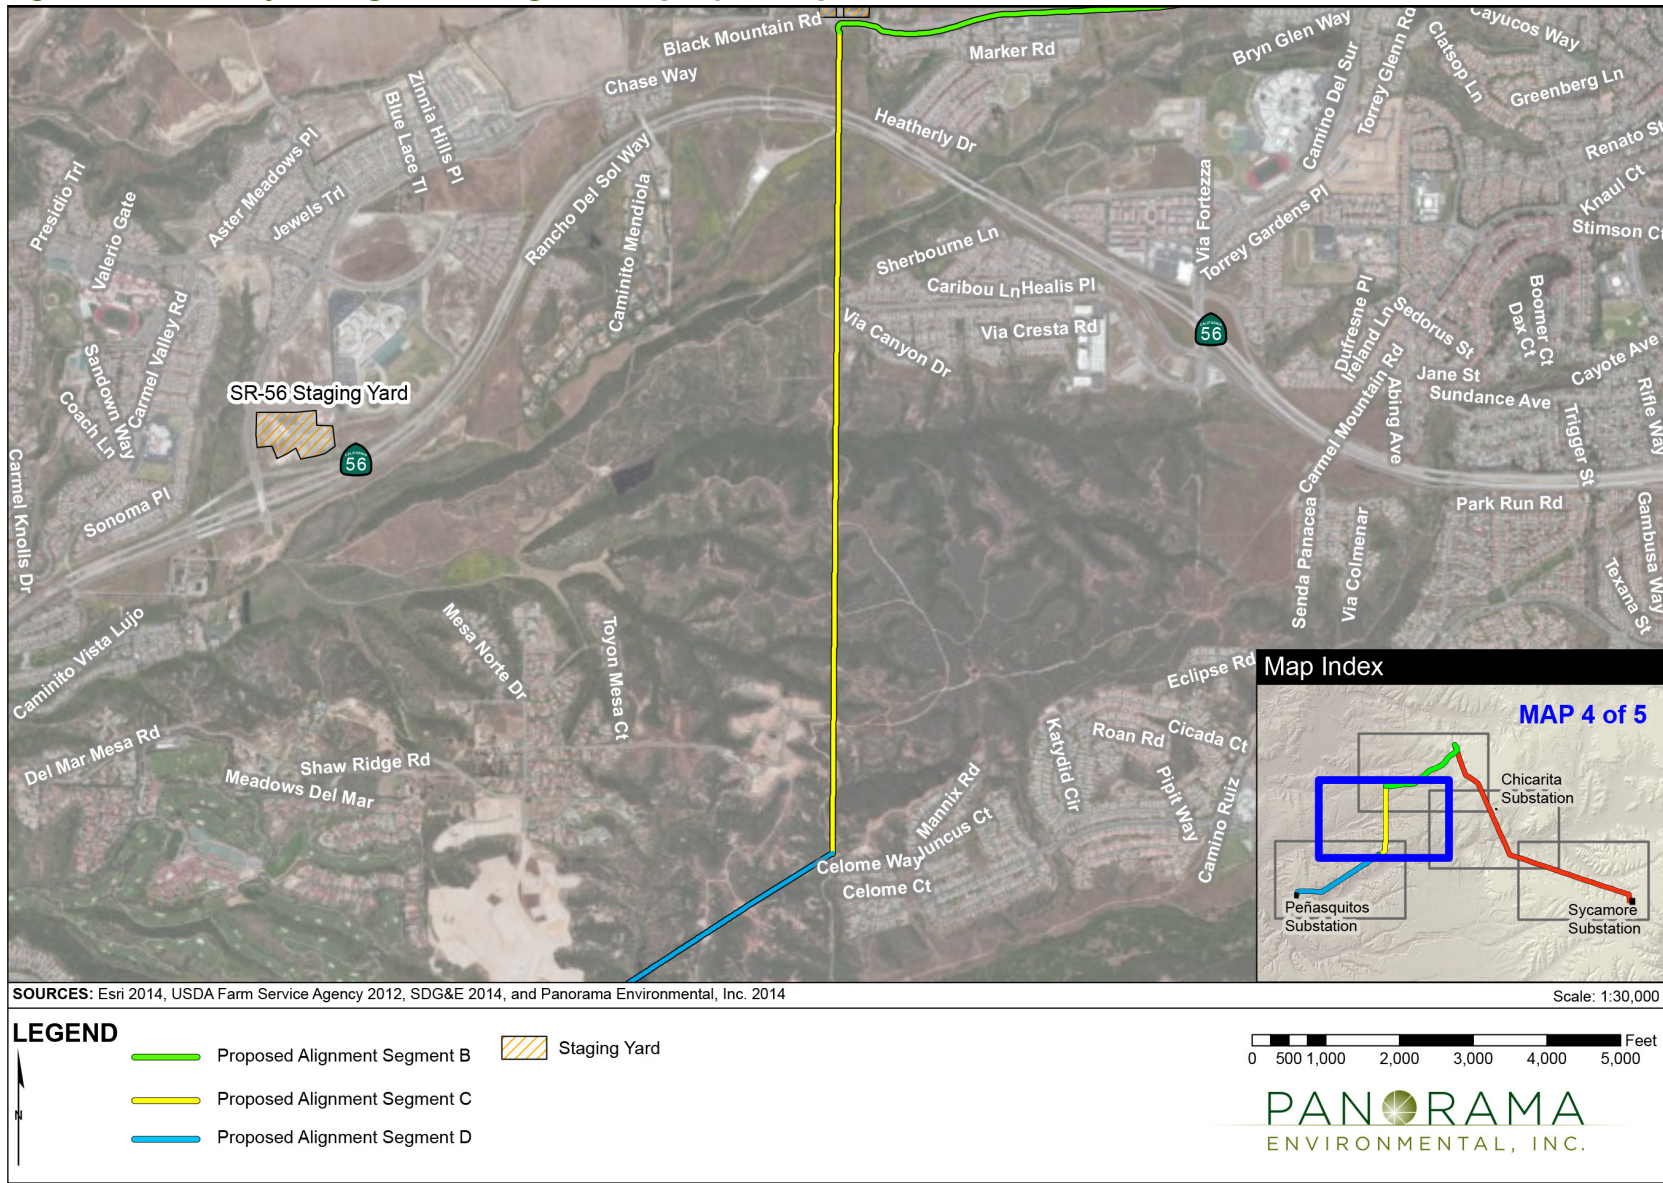 Black Mountain Rd
Marker Rd
Bryn Glen Way
Camino Del Sur
Torrey Glenn Rd
Clatsop Ln
Cayucos Way
Greenberg Ln
Renato St
Knaul Ct
Stimson Ct
Chase Way
Zinnia Hills Pl
Blue Lace Tl
Heatherly Dr
Aster Meadows Pl
Jewels Trl
Presidio Trl
Valerio Gate
Rancho Del Sol Way
Caminito Mendiola
Via Fortezza
Torrey Gardens Pl
Sherbourne Ln
Caribou Ln
Healis Pl
Via Cresta Rd
Via Canyon Dr
CALIFORNIA
56
Dufresne Pl
Ireland Ln
Sedorus St
Boomer Ct
Dax Ct
Cayote Ave
Jane St
Sundance Ave
Carmel Mountain Rd
Abing Ave
Trigger St
Rifle Way
Carmel Valley Rd
Sandown Way
Coach Ln
SR-56 Staging Yard
CALIFORNIA
56
Sonoma Pl
Carmel Knolls Dr
Park Run Rd
Senda Panacea
Via Colmenar
Gambusa Way
Texana St
Caminito Vista Lujo
Mesa Norte Dr
Toyon Mesa Ct
Eclipse Rd
Del Mar Mesa Rd
Shaw Ridge Rd
Meadows Del Mar
Katydid Cir
Roan Rd
Cicada Ct
Pipit Way
Camino Ruiz
Mannix Rd
Juncus Ct
Celome Way
Celome Ct
Map Index
MAP 4 of 5
Chicarita
Substation
Peñasquitos
Substation
Sycamore
Substation
SOURCES: Esri 2014, USDA Farm Service Agency 2012, SDG&E 2014, and Panorama Environmental, Inc. 2014
Scale: 1:30,000
LEGEND
N
Proposed Alignment Segment B
Proposed Alignment Segment C
Proposed Alignment Segment D
Staging Yard
Feet
0 500 1,000 2,000 3,000 4,000 5,000
PANORAMA
ENVIRONMENTAL, INC.